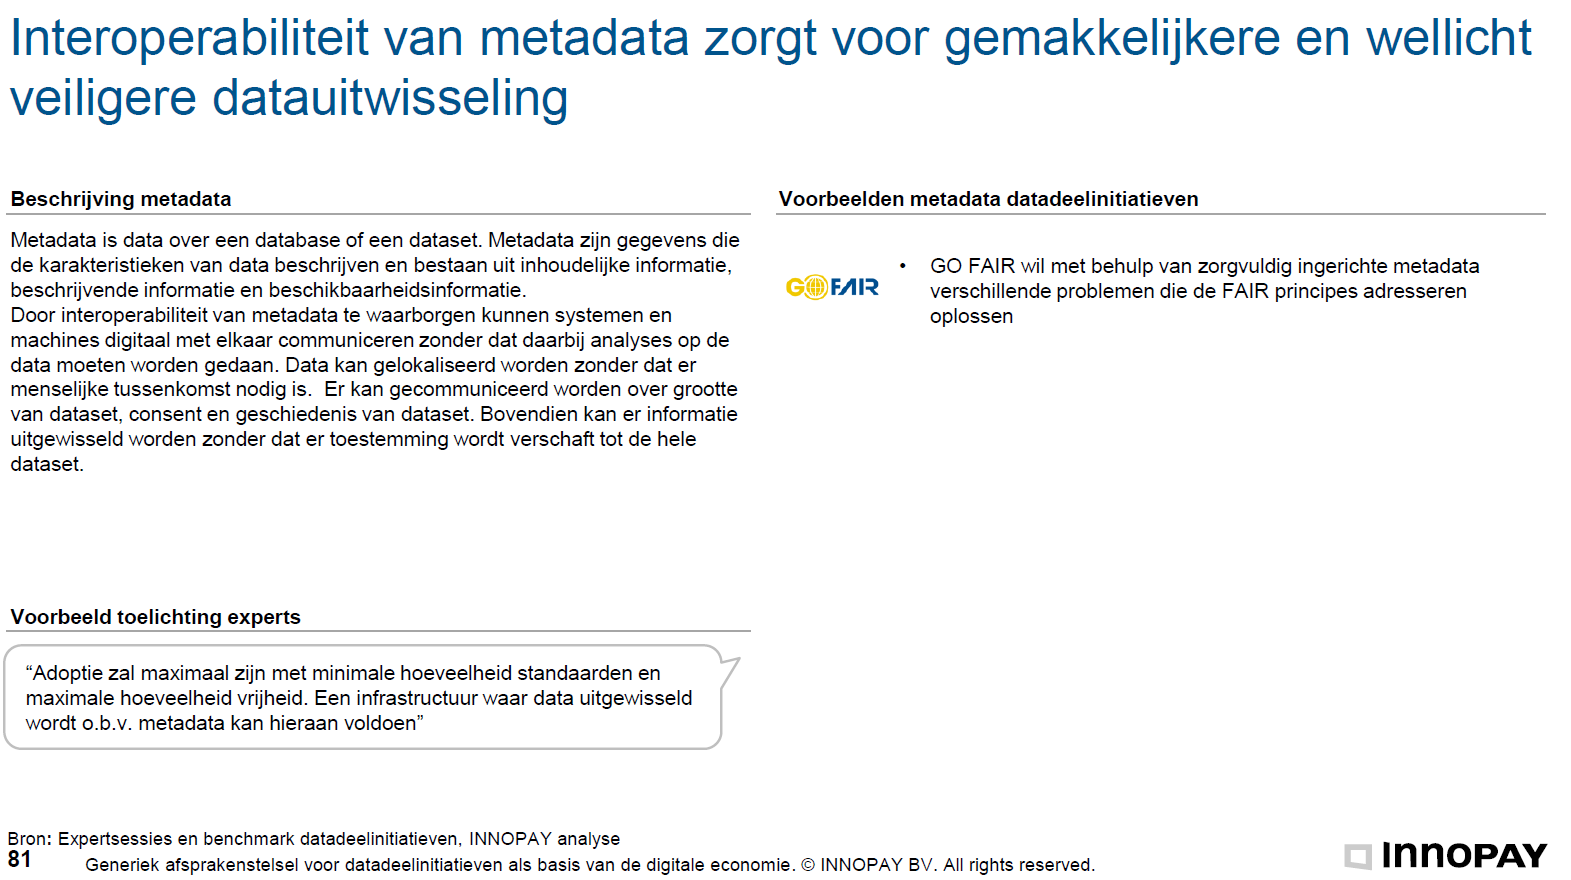 Interoperabiliteit van metadata zorgt voor gemakkelijkere en wellicht
veiligere datauitwisseling
Beschrijving metadata
Metadata is data over een database of een dataset. Metadata zijn gegevens die
de karakteristieken van data beschrijven en bestaan uit inhoudelijke informatie,
beschrijvende informatie en beschikbaarheidsinformatie.
Door interoperabiliteit van metadata te waarborgen kunnen systemen en
machines digitaal met elkaar communiceren zonder dat daarbij analyses op de
data moeten worden gedaan. Data kan gelokaliseerd worden zonder dat er
menselijke tussenkomst nodig is.  Er kan gecommuniceerd worden over grootte
van dataset, consent en geschiedenis van dataset. Bovendien kan er informatie
uitgewisseld worden zonder dat er toestemming wordt verschaft tot de hele
dataset.
Voorbeeld toelichting experts
“Adoptie zal maximaal zijn met minimale hoeveelheid standaarden en
maximale hoeveelheid vrijheid. Een infrastructuur waar data uitgewisseld
wordt o.b.v. metadata kan hieraan voldoen”
Voorbeelden metadata datadeelinitiatieven
GO FAIR
• GO FAIR wil met behulp van zorgvuldig ingerichte metadata
verschillende problemen die de FAIR principes adresseren
oplossen
Bron: Expertsessies en benchmark datadeelinitiatieven, INNOPAY analyse
81
Generiek afsprakenstelsel voor datadeelinitiatieven als basis van de digitale economie. © INNOPAY BV. All rights reserved.
InnoPAY